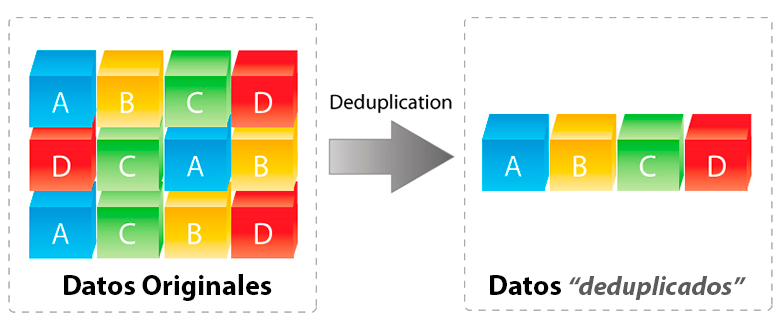 A B C D
D C A B
A C B D
Datos Originales
Deduplication
A B C D
Datos “deduplicados”